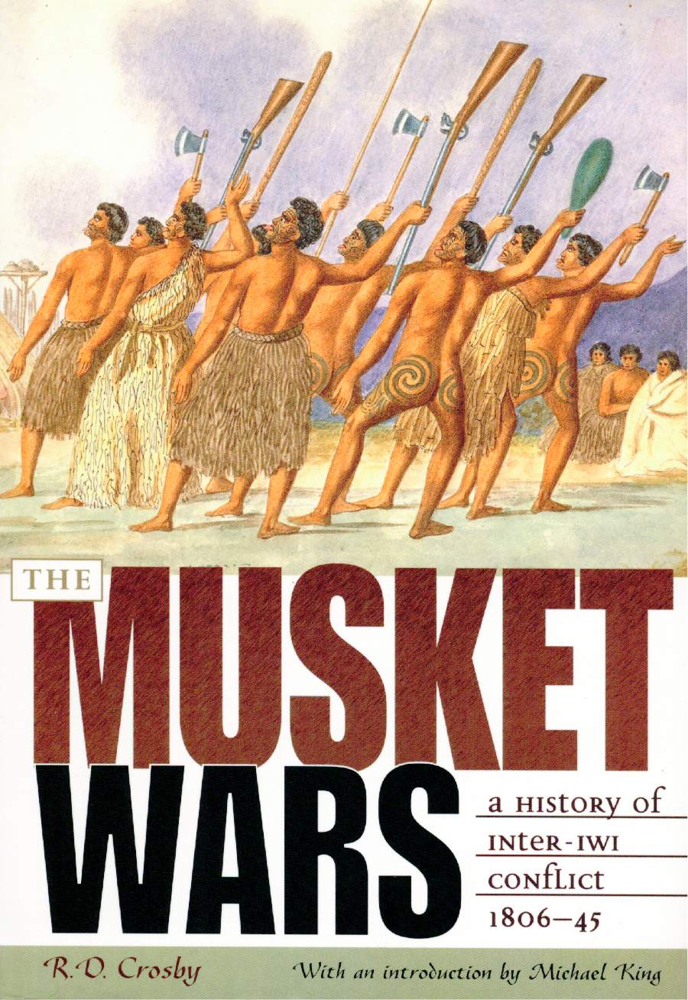 THE
MUSKET
WARS
a HISTORY of
INteR-IWI
CONfLICT
1806–45
R.D. Crosby
With an introduction by Michael King